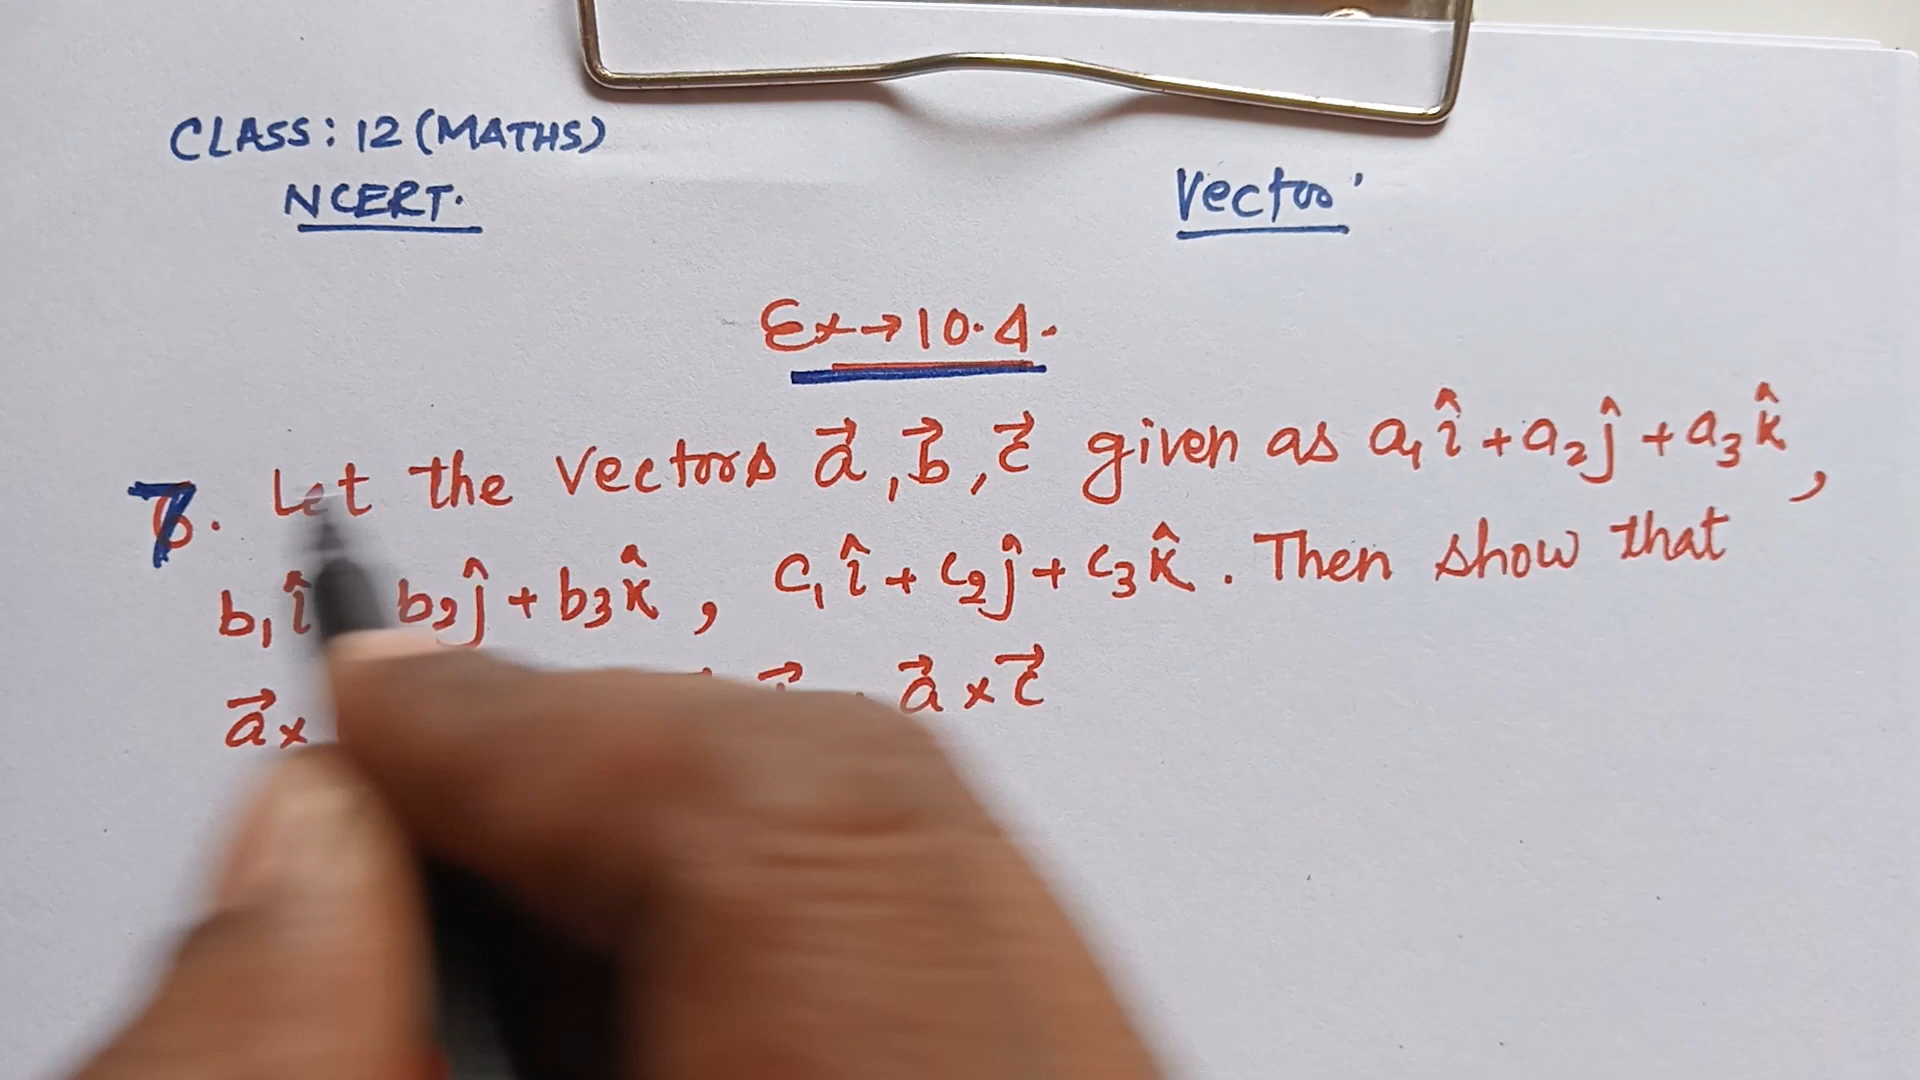 CLASS: 12 (MATHS)
NCERT.
Vector
Ex → 10.4.
7. Let the vectors a⃗, b⃗, c⃗ given as a₁î + a₂ĵ + a₃k̂,
b₁î b₂ĵ + b₃k̂, c₁î + c₂ĵ + c₃k̂. Then show that
a⃗ × a⃗ × c⃗